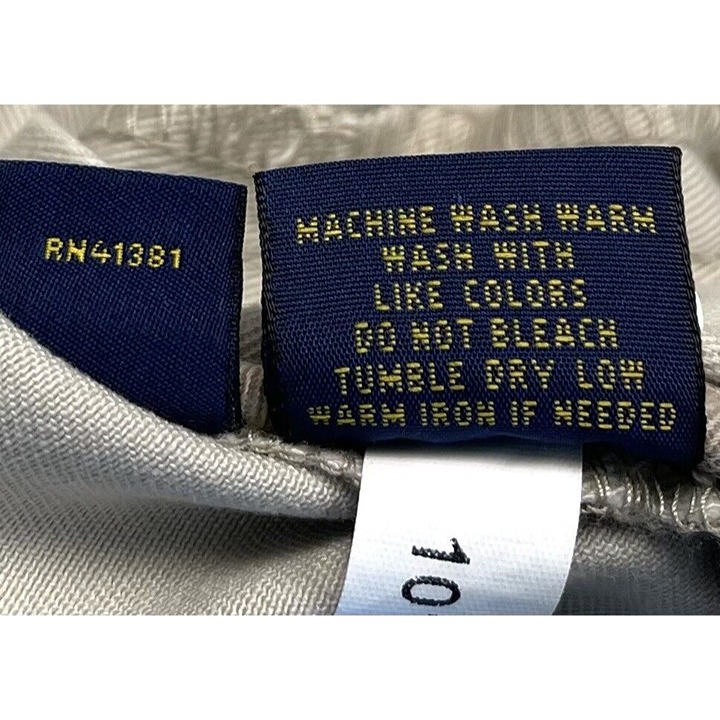 RN41381
MACHINE WASH WARM
WASH WITH
LIKE COLORS
DO NOT BLEACH
TUMBLE DRY LOW
WARM IRON IF NEEDED
10